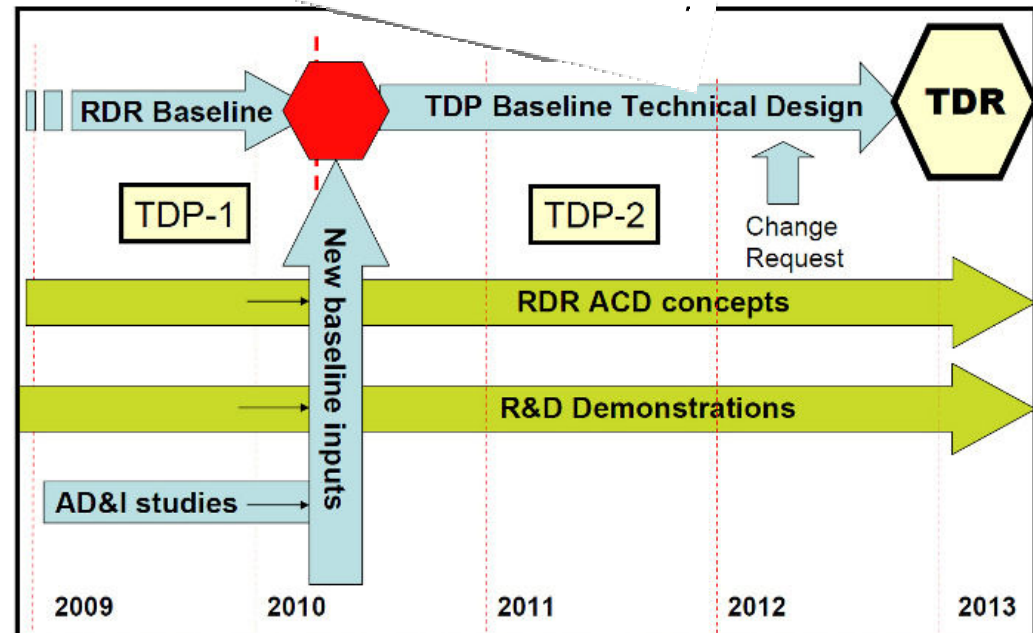 RDR Baseline
TDP Baseline Technical Design
TDR
TDP-1
TDP-2
Change
Request
New baseline inputs
RDR ACD concepts
R&D Demonstrations
AD&I studies
2009
2010
2011
2012
2013